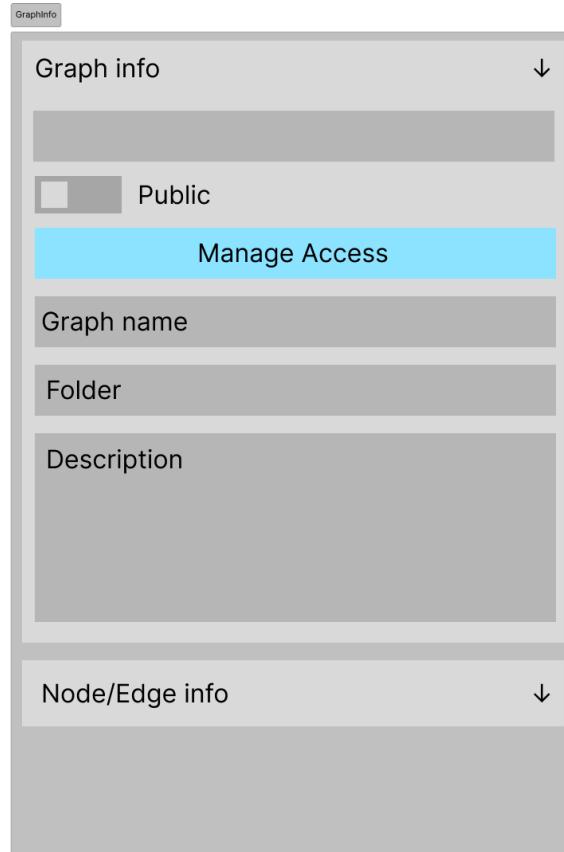 GraphInfo
Graph info ↓
Public
Manage Access
Graph name
Folder
Description
Node/Edge info ↓